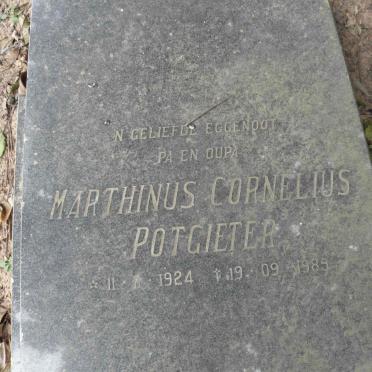 'N GELIEFDE EGGENOOT
PA EN OUPA
MARTHINUS CORNELIUS
POTGIETER
* 11. 1924 † 19. 09. 1985